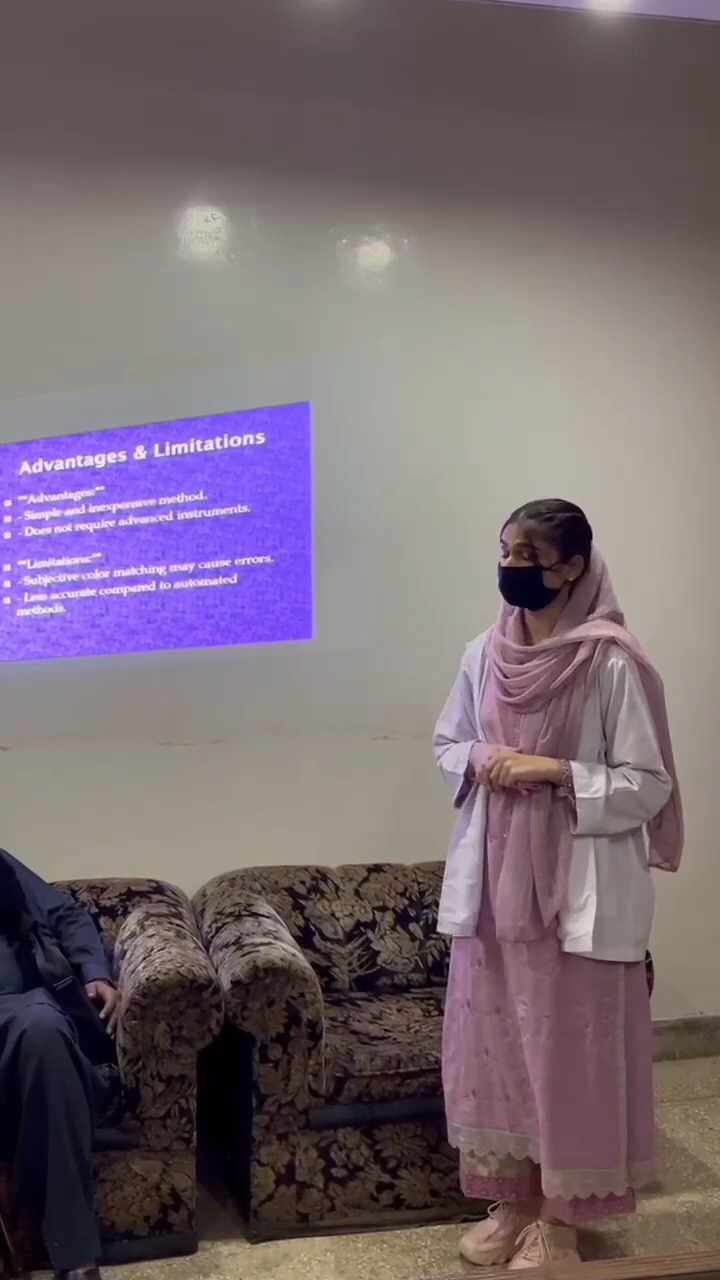 Advantages & Limitations
**Advantages:**
- Simple and inexpensive method.
- Does not require advanced instruments.
**Limitations:**
- Subjective color matching may cause errors.
- Less accurate compared to automated
methods.